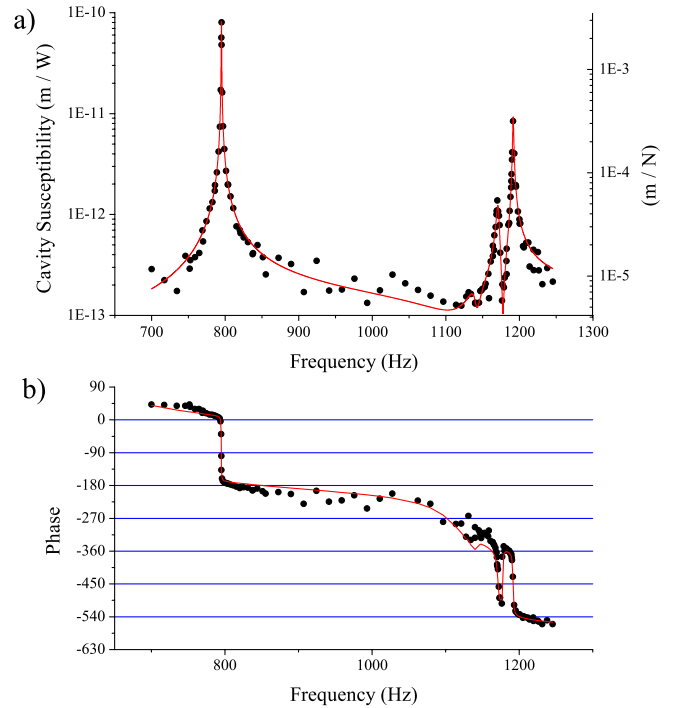 a)
Cavity Susceptibility (m / W)
1E-10
1E-11
1E-12
1E-13
1E-3
1E-4
1E-5
(m / N)
700 800 900 1000 1100 1200 1300
Frequency (Hz)
b)
Phase
90
0
-90
-180
-270
-360
-450
-540
-630
800 1000 1200
Frequency (Hz)